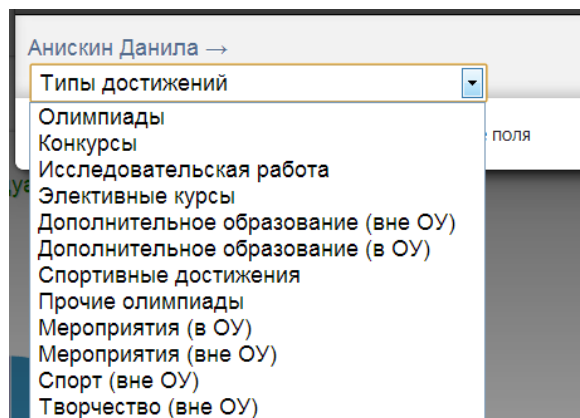 Анискин Данила →
Типы достижений
Олимпиады
Конкурсы
поля
Исследовательская работа
Элективные курсы
Дополнительное образование (вне ОУ)
Дополнительное образование (в ОУ)
Спортивные достижения
Прочие олимпиады
Мероприятия (в ОУ)
Мероприятия (вне ОУ)
Спорт (вне ОУ)
Творчество (вне ОУ)